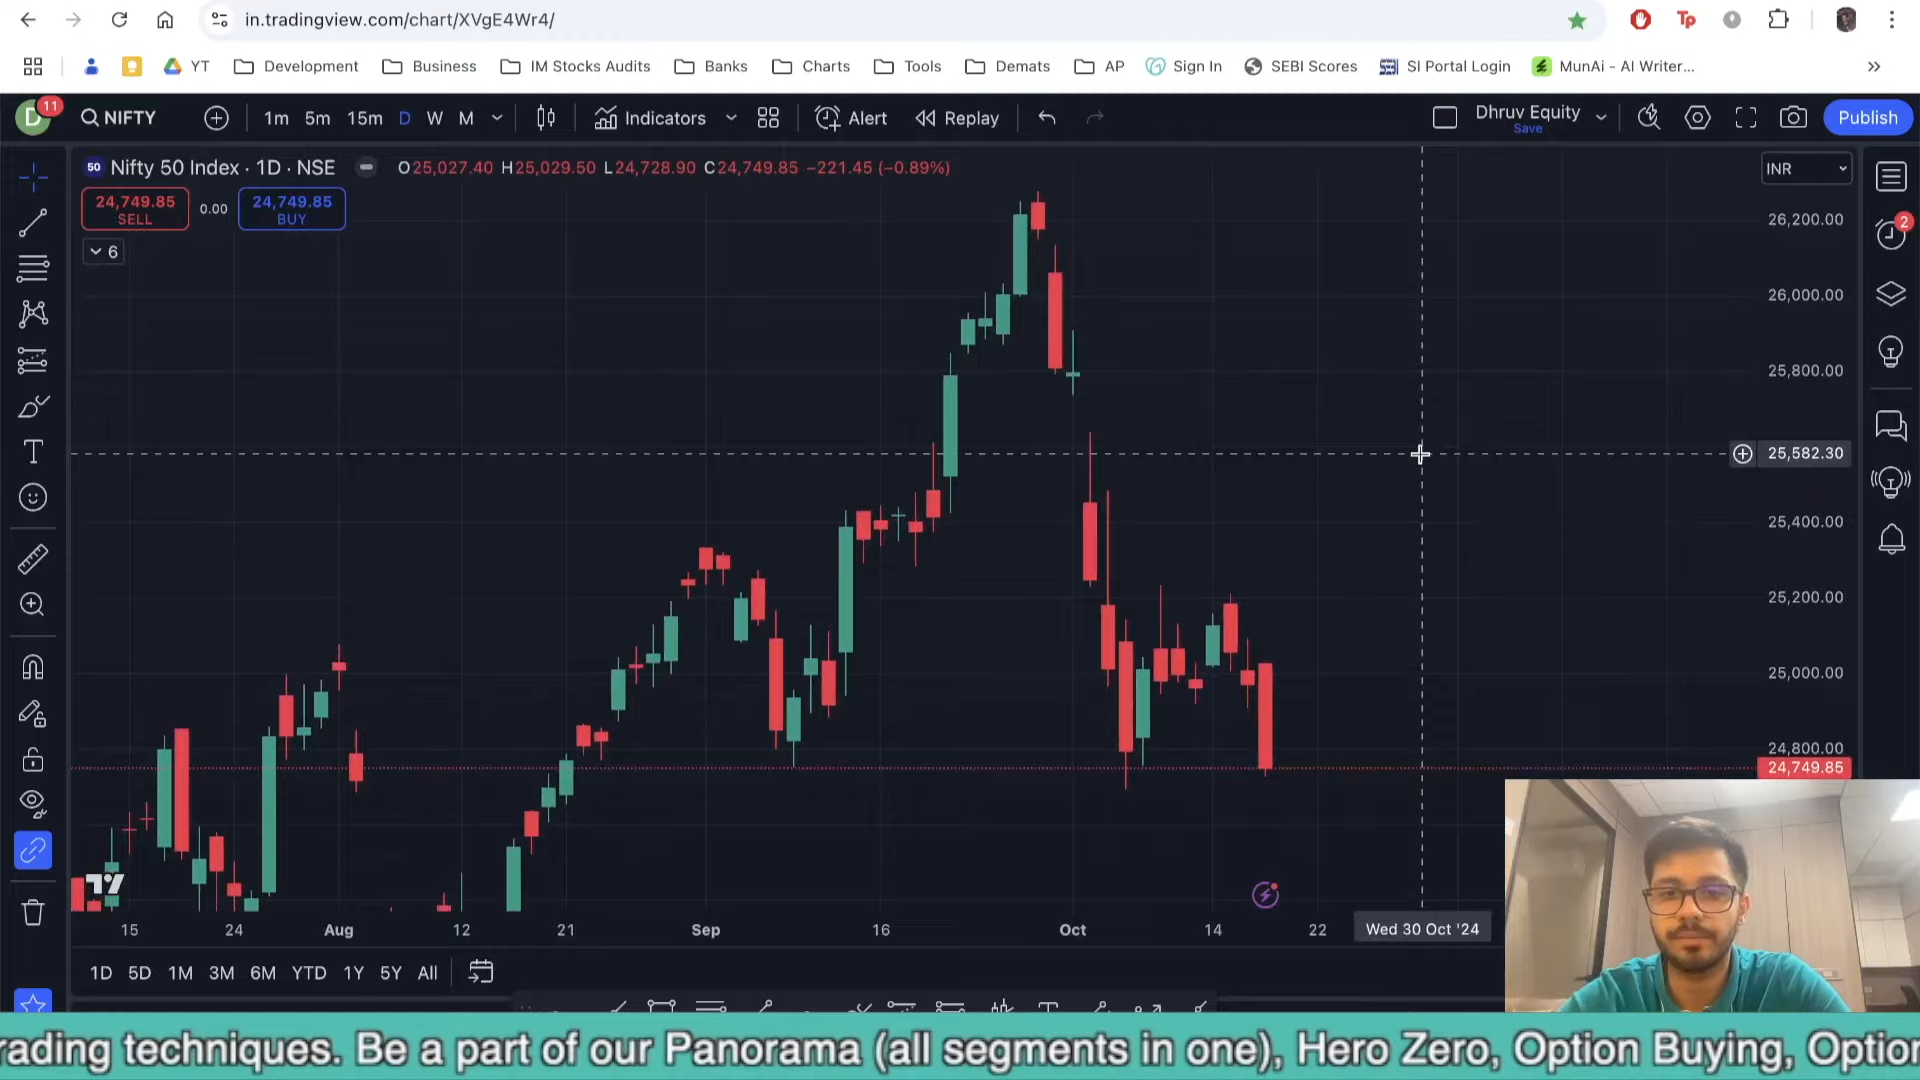 in.tradingview.com/chart/XVgE4Wr4/
YT Development Business IM Stocks Audits Banks Charts Tools Demats AP Sign In SEBI Scores SI Portal Login MunAi - AI Writer...
D 11 NIFTY 1m 5m 15m D W M Indicators Alert Replay Dhruv Equity Save Publish
50 Nifty 50 Index · 1D · NSE O25,027.40 H25,029.50 L24,728.90 C24,749.85 −221.45 (−0.89%) INR
24,749.85 SELL 0.00 24,749.85 BUY
6
2
26,200.00
26,000.00
25,800.00
25,582.30
25,400.00
25,200.00
25,000.00
24,800.00
24,749.85
15 24 Aug 12 21 Sep 16 Oct 14 22 Wed 30 Oct '24
1D 5D 1M 3M 6M YTD 1Y 5Y All
rading techniques. Be a part of our Panorama (all segments in one), Hero Zero, Option Buying, Option